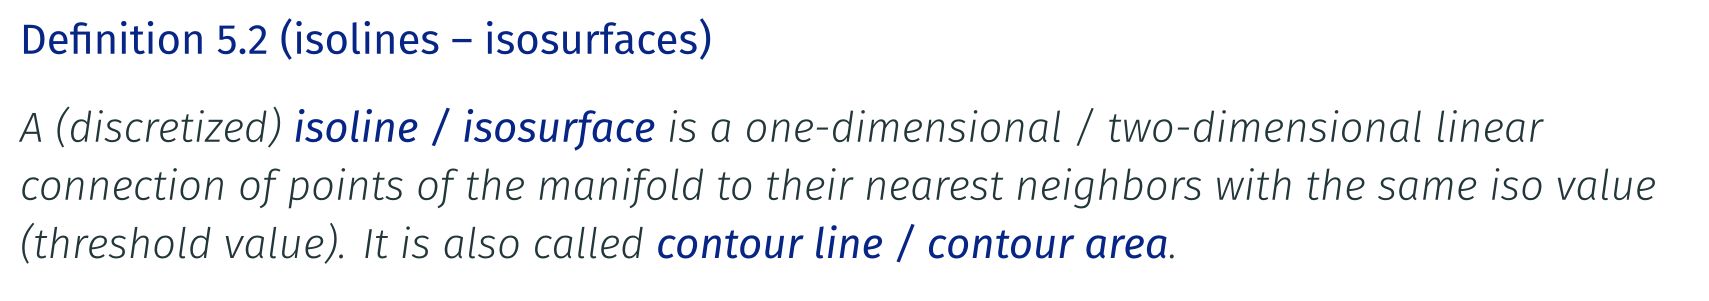 Definition 5.2 (isolines – isosurfaces)
A (discretized) isoline / isosurface is a one-dimensional / two-dimensional linear
connection of points of the manifold to their nearest neighbors with the same iso value
(threshold value). It is also called contour line / contour area.